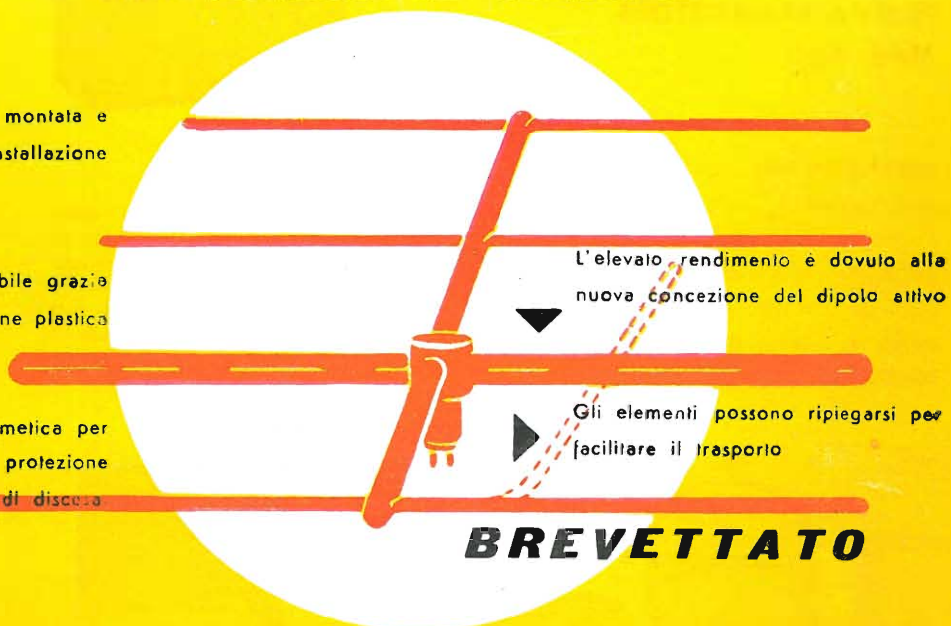 montata e
installazione
bile grazie
ne plastica
metica per
protezione
di discesa.
L'elevato rendimento è dovuto alla
nuova concezione del dipolo attivo
Gli elementi possono ripiegarsi per
facilitare il trasporto
BREVETTATO